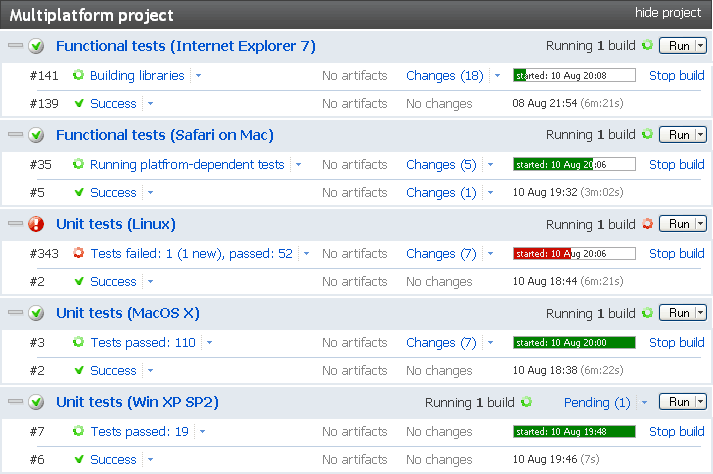 Multiplatform project hide project
Functional tests (Internet Explorer 7) Running 1 build Run
#141 Building libraries No artifacts Changes (18) started: 10 Aug 20:08 Stop build
#139 Success No artifacts No changes 08 Aug 21:54 (6m:21s)
Functional tests (Safari on Mac) Running 1 build Run
#35 Running platfrom-dependent tests No artifacts Changes (5) started: 10 Aug 20:06 Stop build
#5 Success No artifacts Changes (1) 10 Aug 19:32 (3m:02s)
Unit tests (Linux) Running 1 build Run
#343 Tests failed: 1 (1 new), passed: 52 No artifacts Changes (7) started: 10 Aug 20:06 Stop build
#2 Success No artifacts No changes 10 Aug 18:44 (6m:21s)
Unit tests (MacOS X) Running 1 build Run
#3 Tests passed: 110 No artifacts Changes (7) started: 10 Aug 20:00 Stop build
#2 Success No artifacts No changes 10 Aug 18:38 (6m:22s)
Unit tests (Win XP SP2) Running 1 build Pending (1) Run
#7 Tests passed: 19 No artifacts No changes started: 10 Aug 19:48 Stop build
#6 Success No artifacts No changes 10 Aug 19:46 (7s)